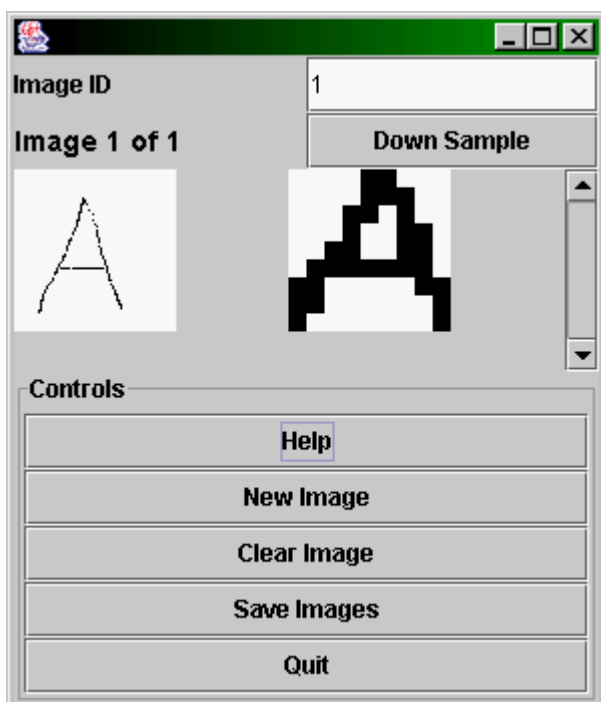 Image ID 1
Image 1 of 1 Down Sample
A A
Controls
Help
New Image
Clear Image
Save Images
Quit